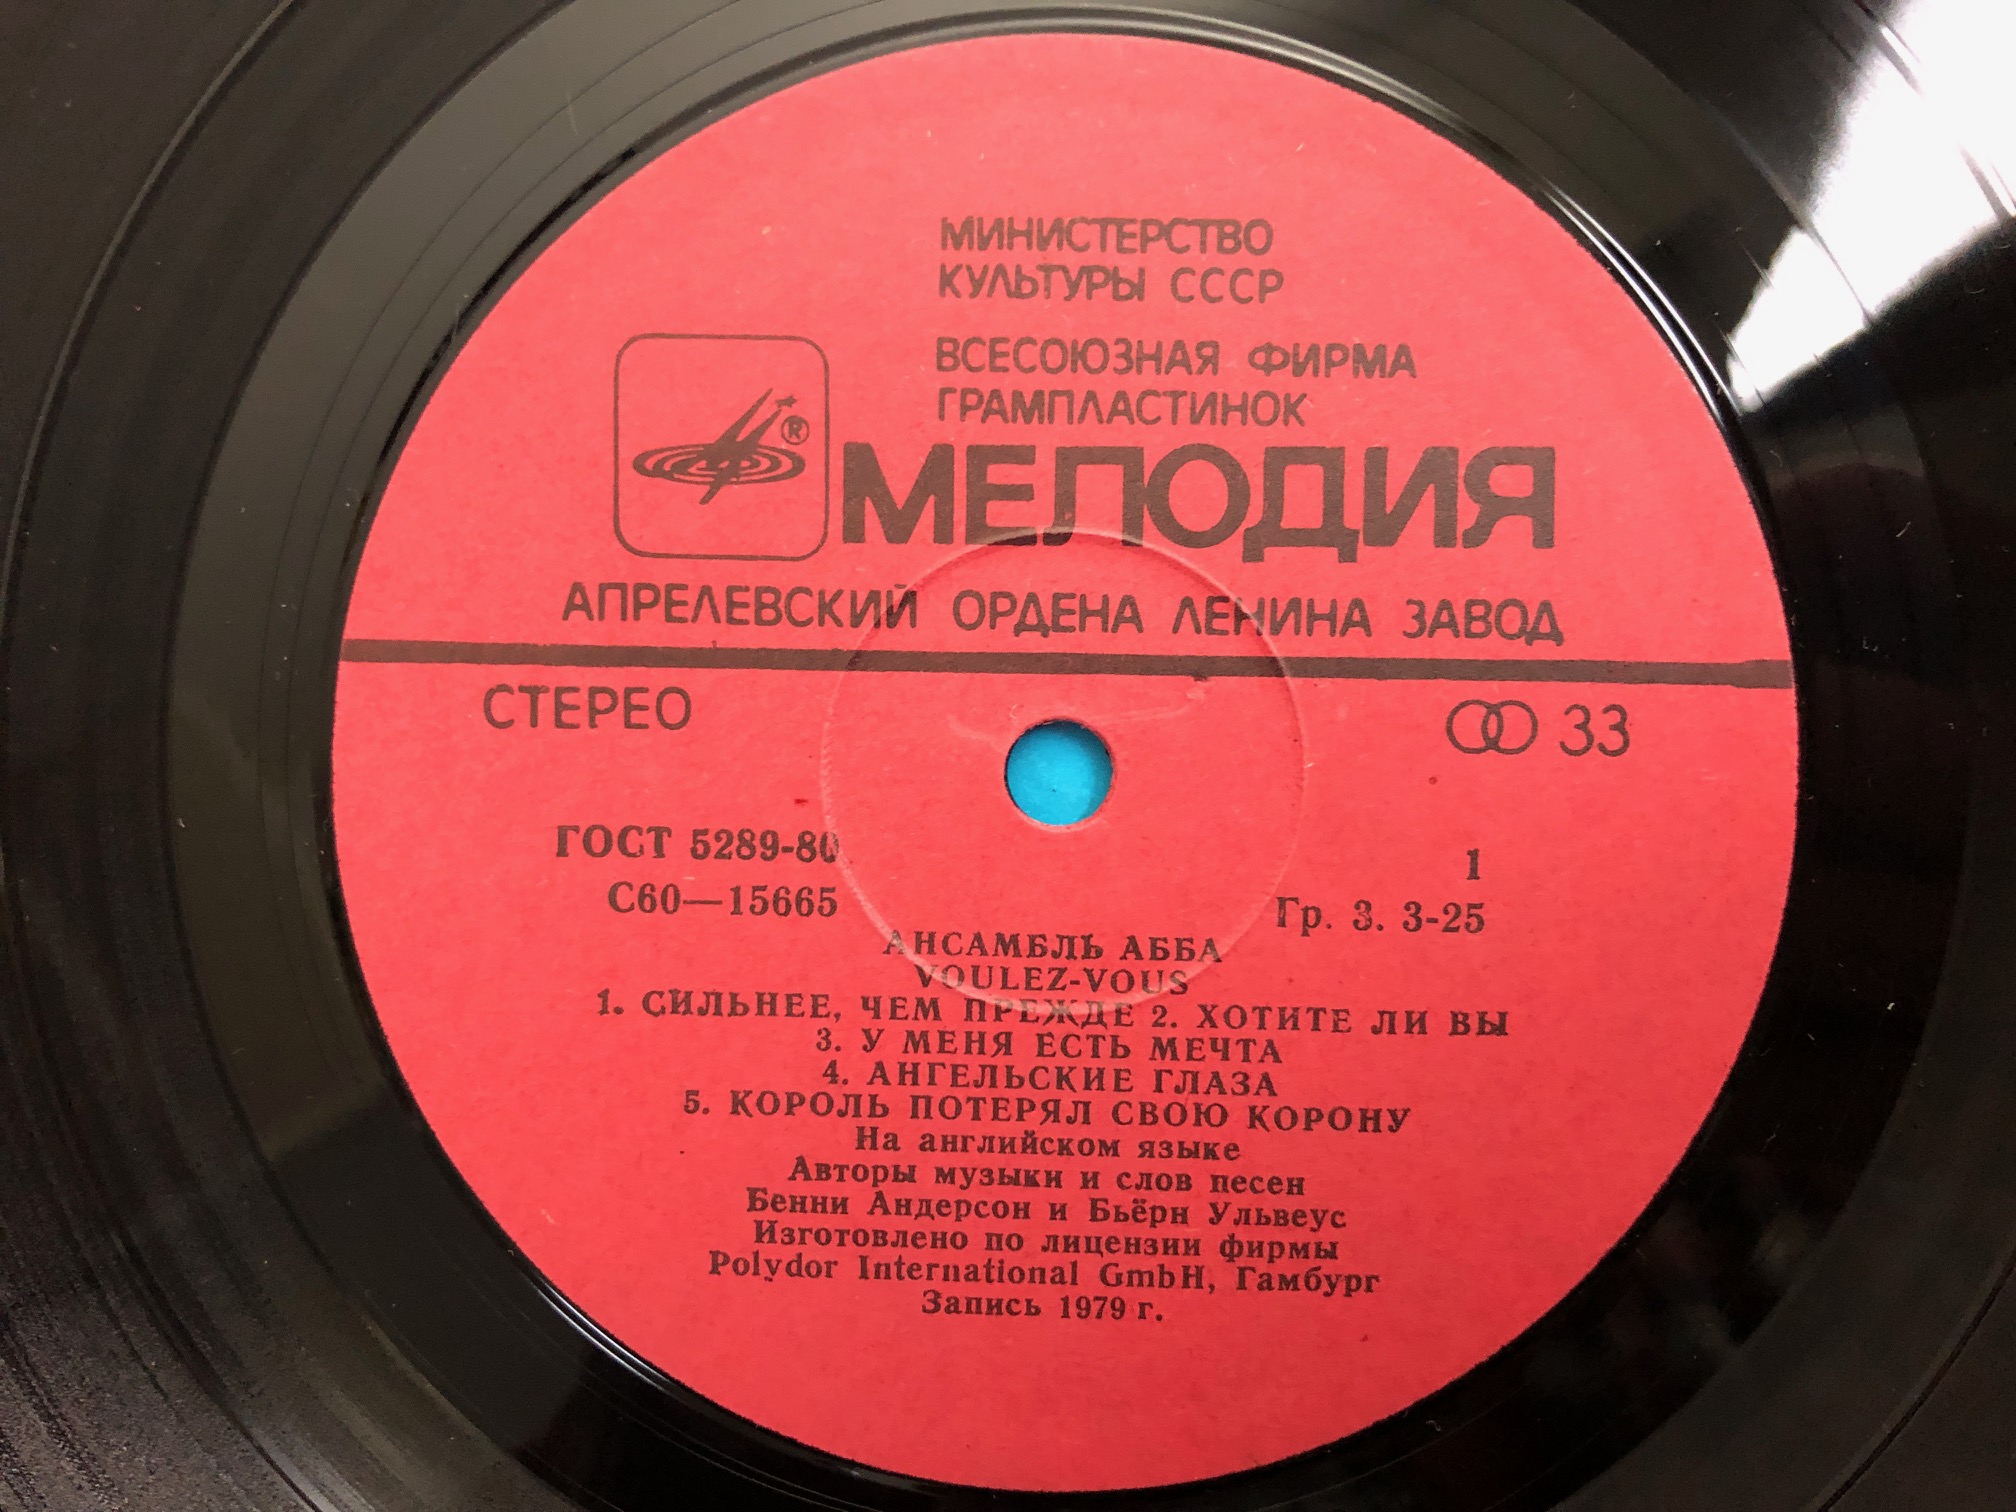 МИНИСТЕРСТВО
КУЛЬТУРЫ СССР
ВСЕСОЮЗНАЯ ФИРМА
ГРАМПЛАСТИНОК
®
МЕЛОДИЯ
АПРЕЛЕВСКИЙ ОРДЕНА ЛЕНИНА ЗАВОД
СТЕРЕО
33
ГОСТ 5289-80
1
С60—15665
Гр. 3. 3-25
АНСАМБЛЬ АББА
VOULEZ-VOUS
1. СИЛЬНЕЕ, ЧЕМ ПРЕЖДЕ 2. ХОТИТЕ ЛИ ВЫ
3. У МЕНЯ ЕСТЬ МЕЧТА
4. АНГЕЛЬСКИЕ ГЛАЗА
5. КОРОЛЬ ПОТЕРЯЛ СВОЮ КОРОНУ
На английском языке
Авторы музыки и слов песен
Бенни Андерсон и Бьёрн Ульвеус
Изготовлено по лицензии фирмы
Polydor International GmbH, Гамбург
Запись 1979 г.